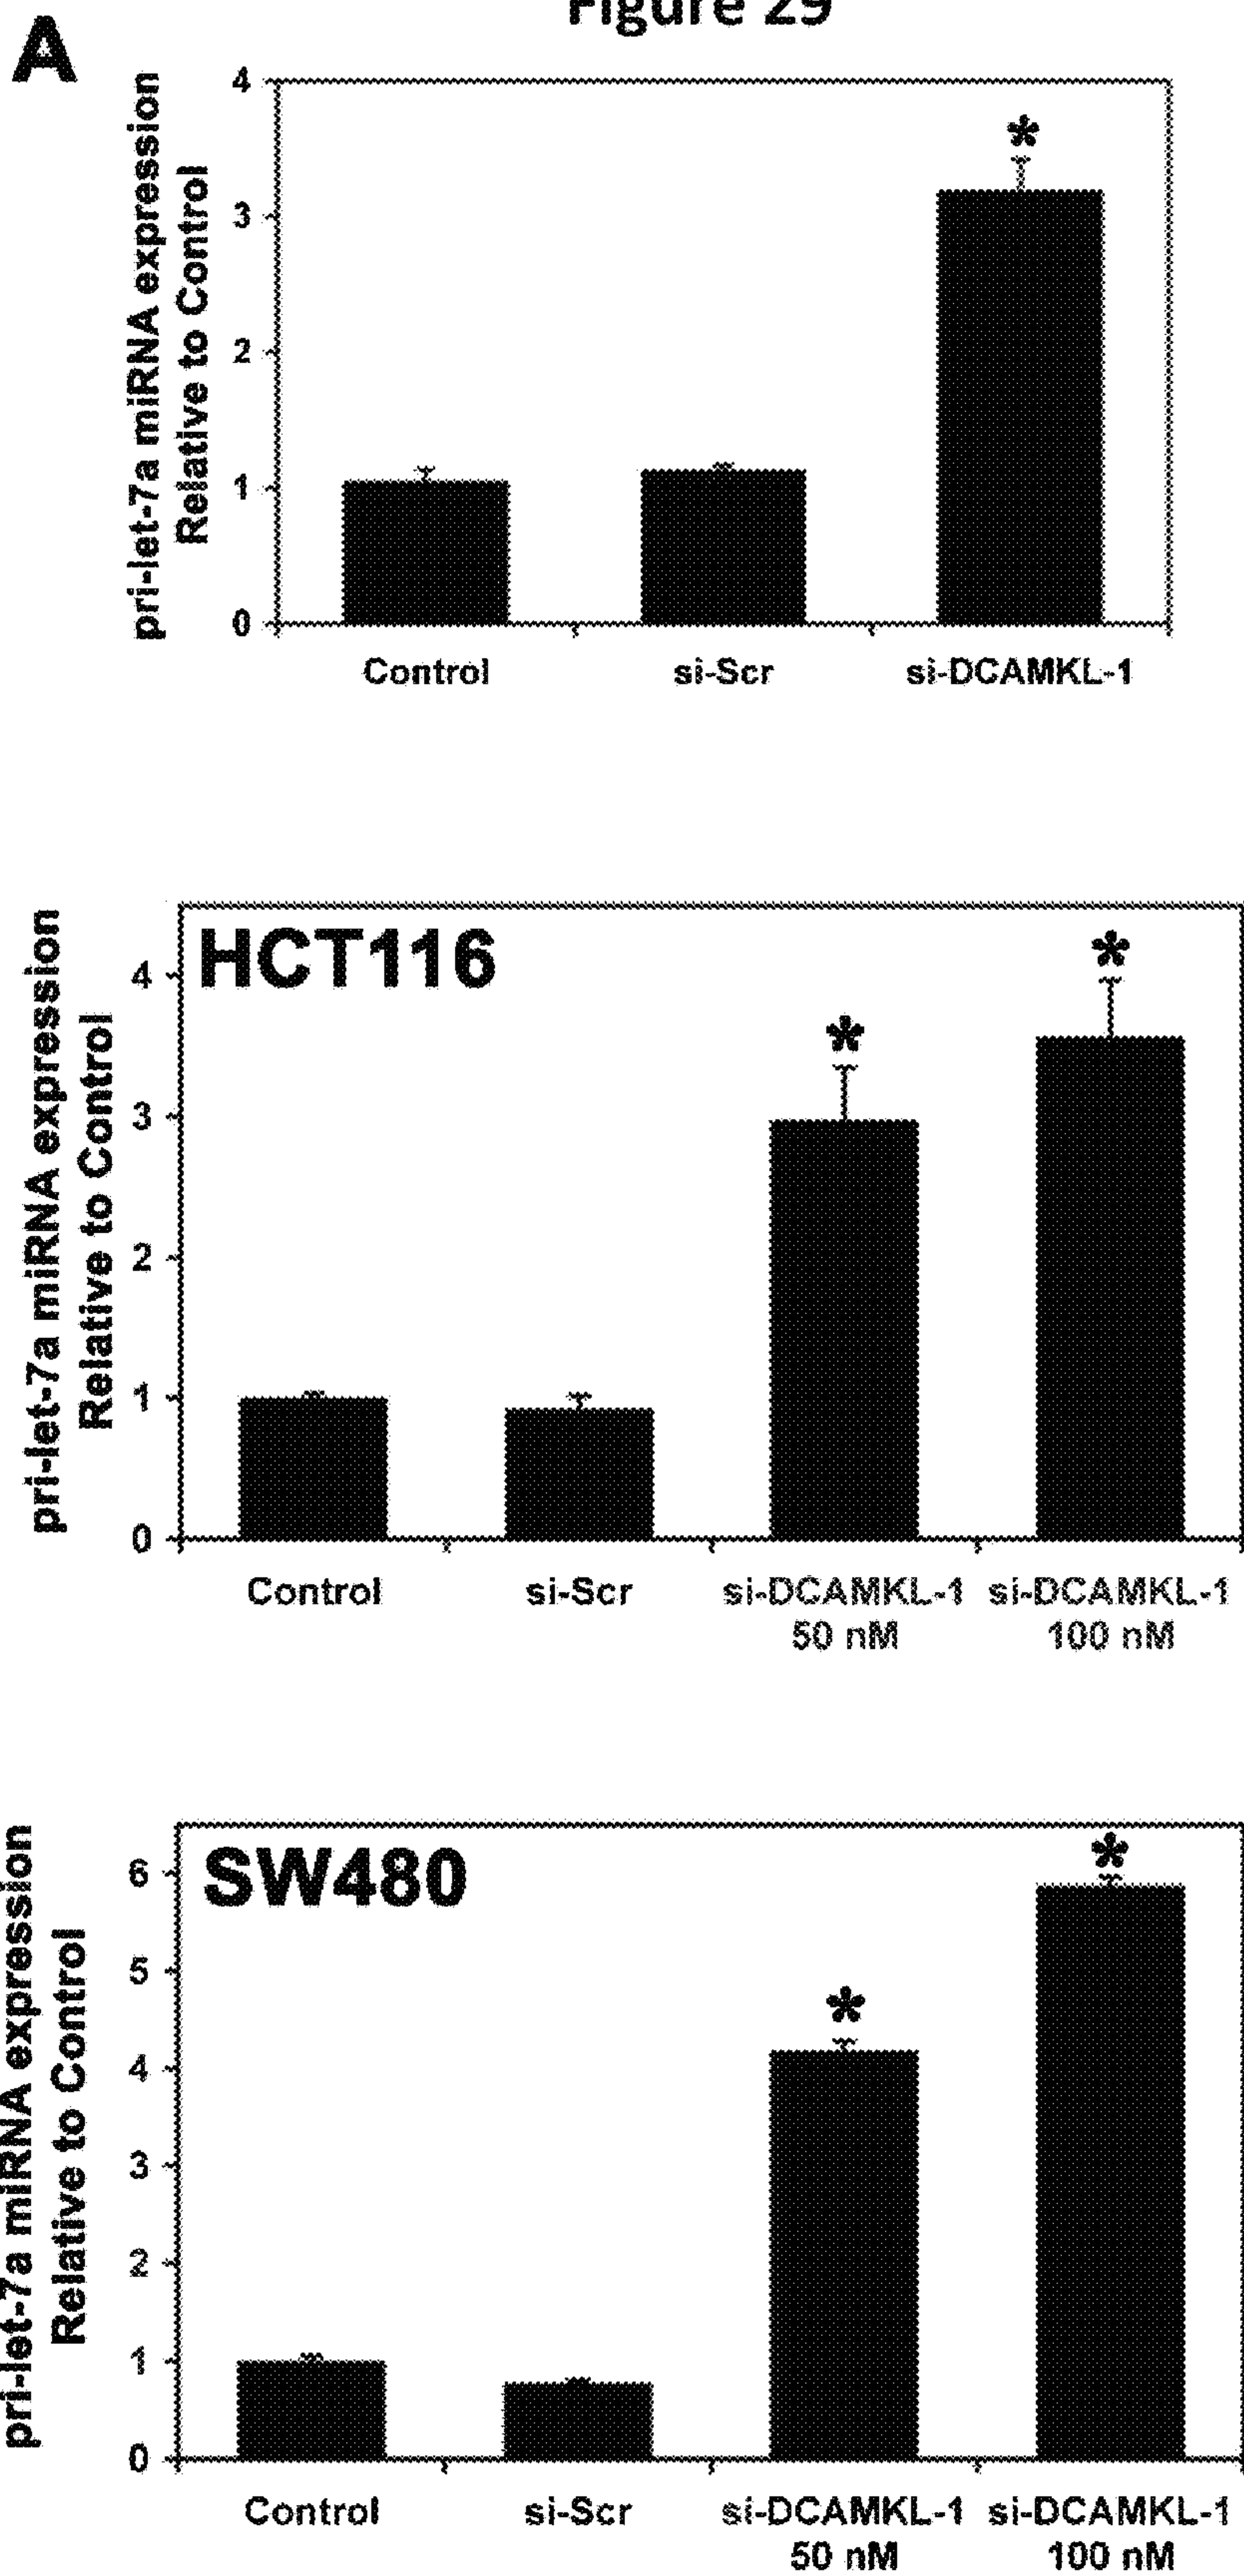 Figure 29
A
pri-let-7a miRNA expression
Relative to Control
4
3
2
1
0
*
Control si-Scr si-DCAMKL-1
pri-let-7a miRNA expression
Relative to Control
HCT116
4
3
2
1
0
*
*
Control si-Scr si-DCAMKL-1 si-DCAMKL-1
50 nM 100 nM
pri-let-7a miRNA expression
Relative to Control
SW480
6
5
4
3
2
1
0
*
*
Control si-Scr si-DCAMKL-1 si-DCAMKL-1
50 nM 100 nM